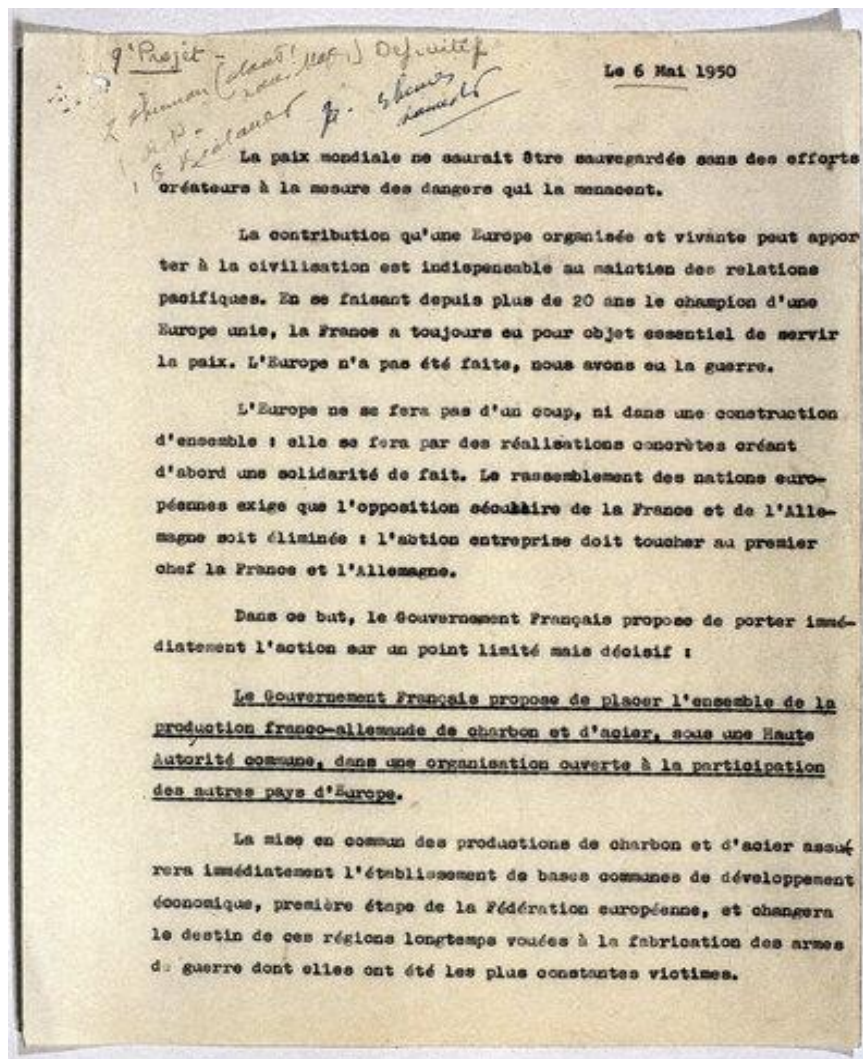 9e Projet - Définitif
Le 6 Mai 1950
samedi
La paix mondiale ne saurait être sauvegardée sans des efforts
créateurs à la mesure des dangers qui la menacent.
La contribution qu'une Europe organisée et vivante peut appor
ter à la civilisation est indispensable au maintien des relations
pacifiques. En se faisant depuis plus de 20 ans le champion d'une
Europe unie, la France a toujours eu pour objet essentiel de servir
la paix. L'Europe n'a pas été faite, nous avons eu la guerre.
L'Europe ne se fera pas d'un coup, ni dans une construction
d'ensemble : elle se fera par des réalisations concrètes créant
d'abord une solidarité de fait. Le rassemblement des nations euro-
péennes exige que l'opposition séculaire de la France et de l'Alle-
magne soit éliminée : l'action entreprise doit toucher au premier
chef la France et l'Allemagne.
Dans ce but, le Gouvernement Français propose de porter immé-
diatement l'action sur un point limité mais décisif :
Le Gouvernement Français propose de placer l'ensemble de la
production franco-allemande de charbon et d'acier, sous une Haute
Autorité commune, dans une organisation ouverte à la participation
des autres pays d'Europe.
La mise en commun des productions de charbon et d'acier assu
rera immédiatement l'établissement de bases communes de développement
économique, première étape de la Fédération européenne, et changera
le destin de ces régions longtemps vouées à la fabrication des armes
de guerre dont elles ont été les plus constantes victimes.